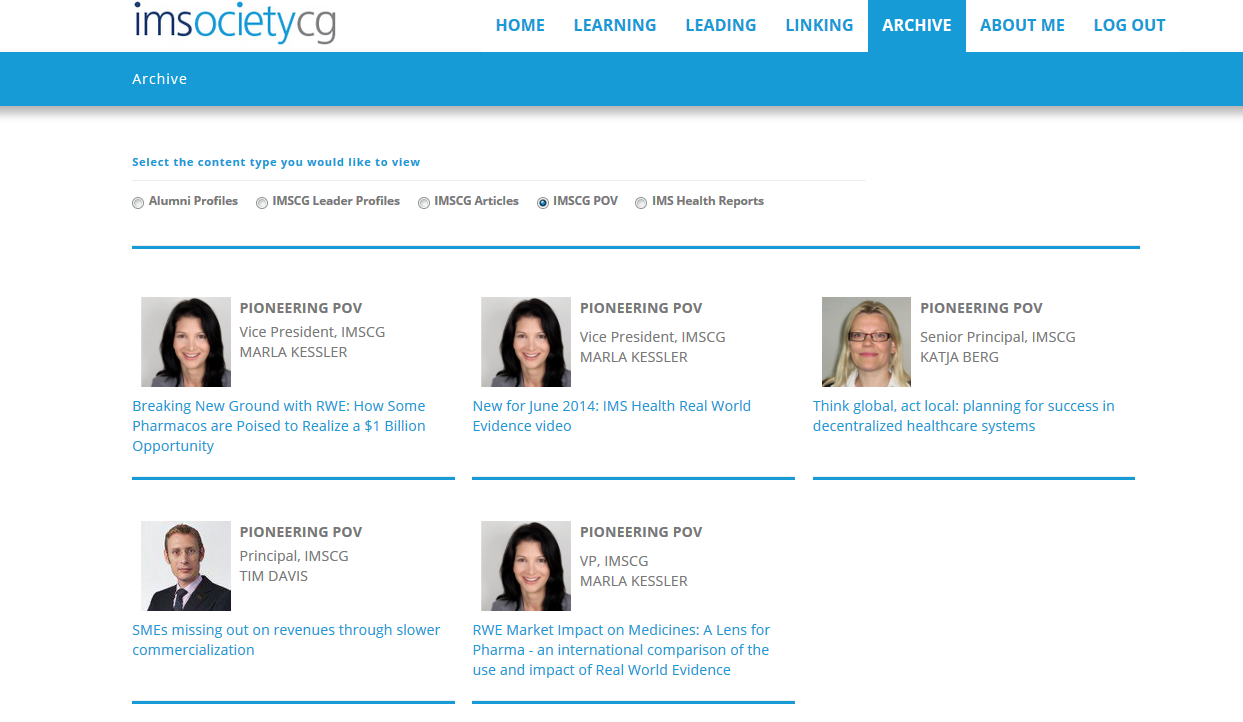 imsocietycg
HOME LEARNING LEADING LINKING ARCHIVE ABOUT ME LOG OUT
Archive
Select the content type you would like to view
Alumni Profiles IMSCG Leader Profiles IMSCG Articles IMSCG POV IMS Health Reports
PIONEERING POV
Vice President, IMSCG
MARLA KESSLER
Breaking New Ground with RWE: How Some
Pharmacos are Poised to Realize a $1 Billion
Opportunity
PIONEERING POV
Vice President, IMSCG
MARLA KESSLER
New for June 2014: IMS Health Real World
Evidence video
PIONEERING POV
Senior Principal, IMSCG
KATJA BERG
Think global, act local: planning for success in
decentralized healthcare systems
PIONEERING POV
Principal, IMSCG
TIM DAVIS
SMEs missing out on revenues through slower
commercialization
PIONEERING POV
VP, IMSCG
MARLA KESSLER
RWE Market Impact on Medicines: A Lens for
Pharma - an international comparison of the
use and impact of Real World Evidence